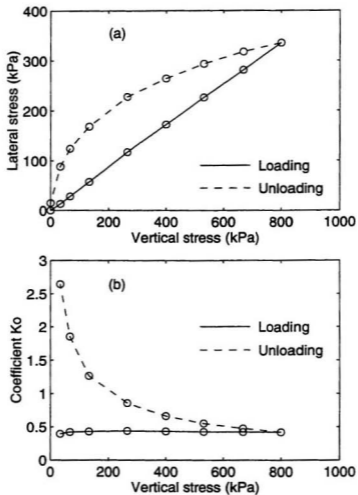 400
(a)
300
200
100
0
Lateral stress (kPa)
Loading
Unloading
0 200 400 600 800 1000
Vertical stress (kPa)
3
(b)
2.5
2
1.5
1
0.5
0
Coefficient Ko
Loading
Unloading
0 200 400 600 800 1000
Vertical stress (kPa)